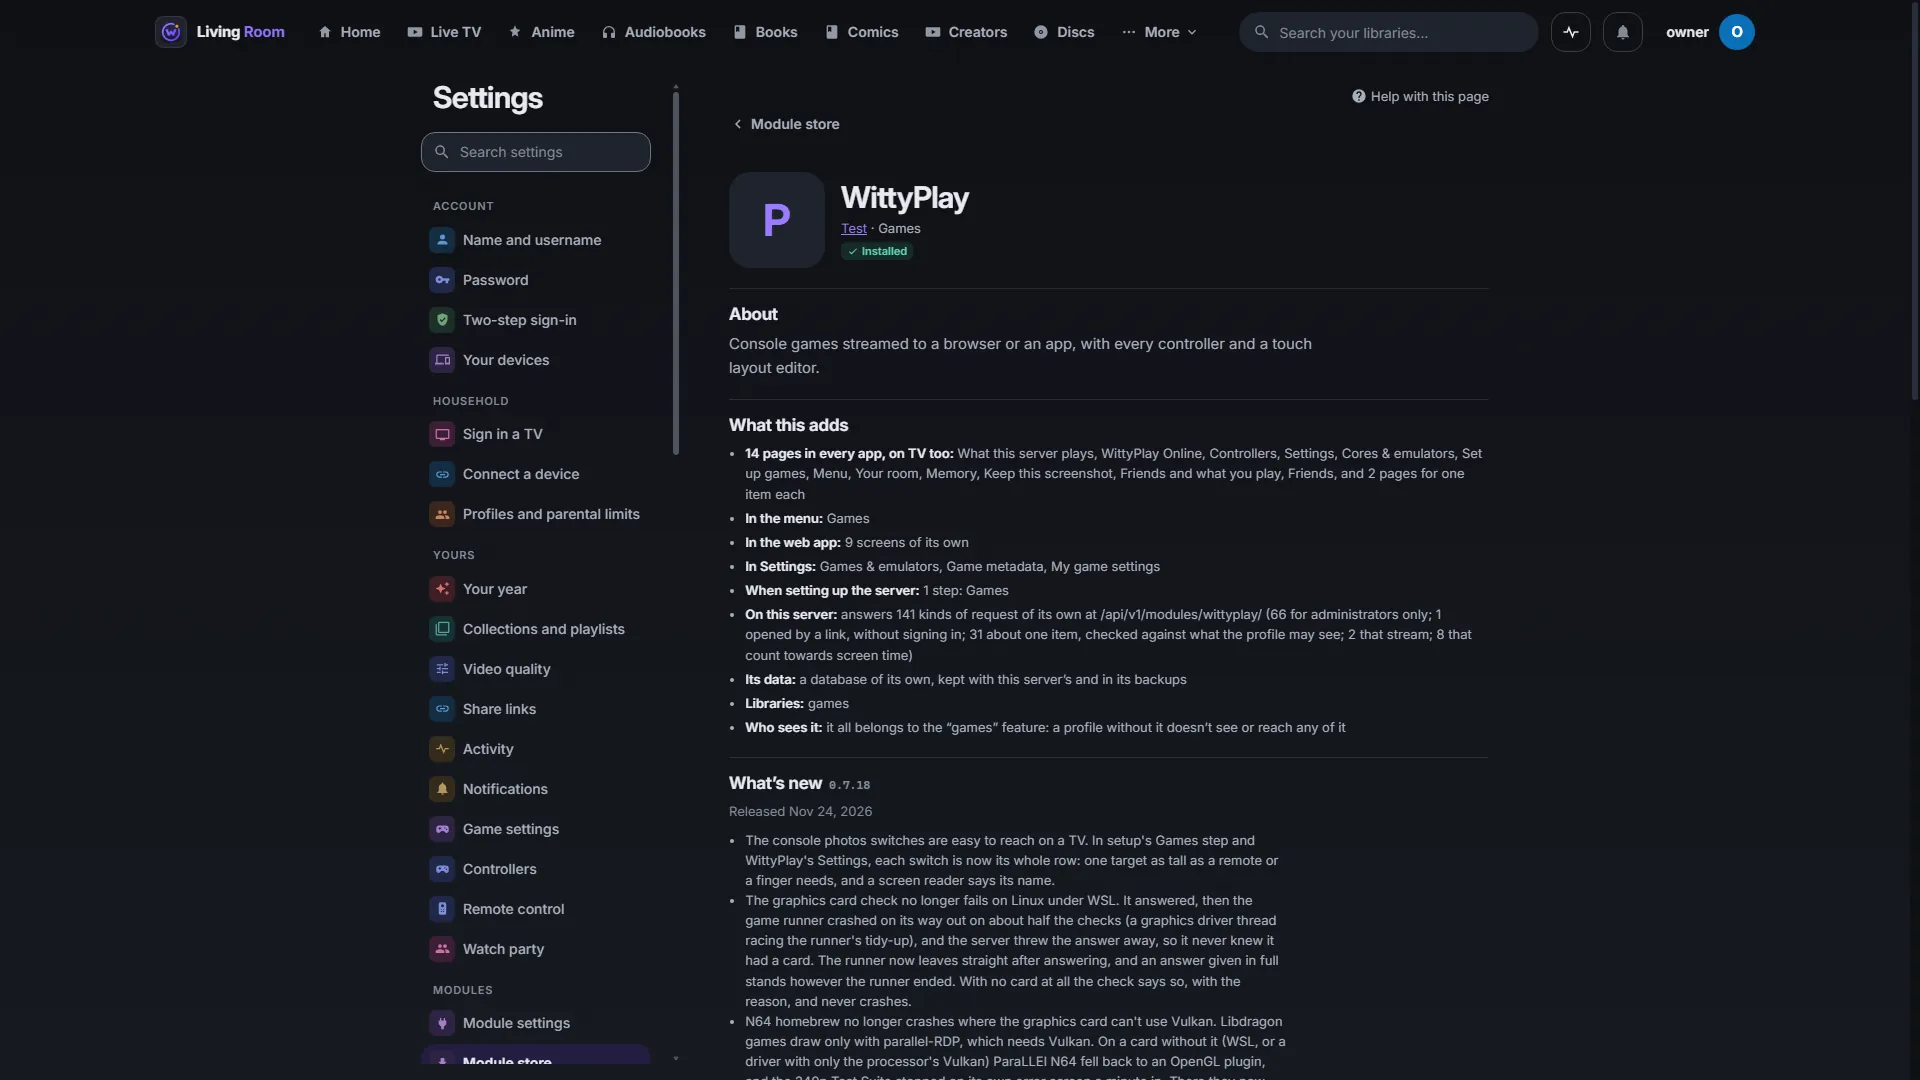 Living Room
Home
Live TV
Anime
Audiobooks
Books
Comics
Creators
Discs
More
Search your libraries...
owner
O
Settings
Search settings
ACCOUNT
Name and username
Password
Two-step sign-in
Your devices
HOUSEHOLD
Sign in a TV
Connect a device
Profiles and parental limits
YOURS
Your year
Collections and playlists
Video quality
Share links
Activity
Notifications
Game settings
Controllers
Remote control
Watch party
MODULES
Module settings
Module store
Help with this page
Module store
P
WittyPlay
Test · Games
Installed
About
Console games streamed to a browser or an app, with every controller and a touch
layout editor.
What this adds
• 14 pages in every app, on TV too: What this server plays, WittyPlay Online, Controllers, Settings, Cores & emulators, Set
up games, Menu, Your room, Memory, Keep this screenshot, Friends and what you play, Friends, and 2 pages for one
item each
• In the menu: Games
• In the web app: 9 screens of its own
• In Settings: Games & emulators, Game metadata, My game settings
• When setting up the server: 1 step: Games
• On this server: answers 141 kinds of request of its own at /api/v1/modules/wittyplay/ (66 for administrators only; 1
opened by a link, without signing in; 31 about one item, checked against what the profile may see; 2 that stream; 8 that
count towards screen time)
• Its data: a database of its own, kept with this server’s and in its backups
• Libraries: games
• Who sees it: it all belongs to the “games” feature: a profile without it doesn’t see or reach any of it
What’s new 0.7.18
Released Nov 24, 2026
• The console photos switches are easy to reach on a TV. In setup's Games step and
WittyPlay's Settings, each switch is now its whole row: one target as tall as a remote or
a finger needs, and a screen reader says its name.
• The graphics card check no longer fails on Linux under WSL. It answered, then the
game runner crashed on its way out on about half the checks (a graphics driver thread
racing the runner's tidy-up), and the server threw the answer away, so it never knew it
had a card. The runner now leaves straight after answering, and an answer given in full
stands however the runner ended. With no card at all the check says so, with the
reason, and never crashes.
• N64 homebrew no longer crashes where the graphics card can't use Vulkan. Libdragon
games draw only with parallel-RDP, which needs Vulkan. On a card without it (WSL, or a
driver with only the processor's Vulkan) ParaLLEl N64 fell back to an OpenGL plugin,